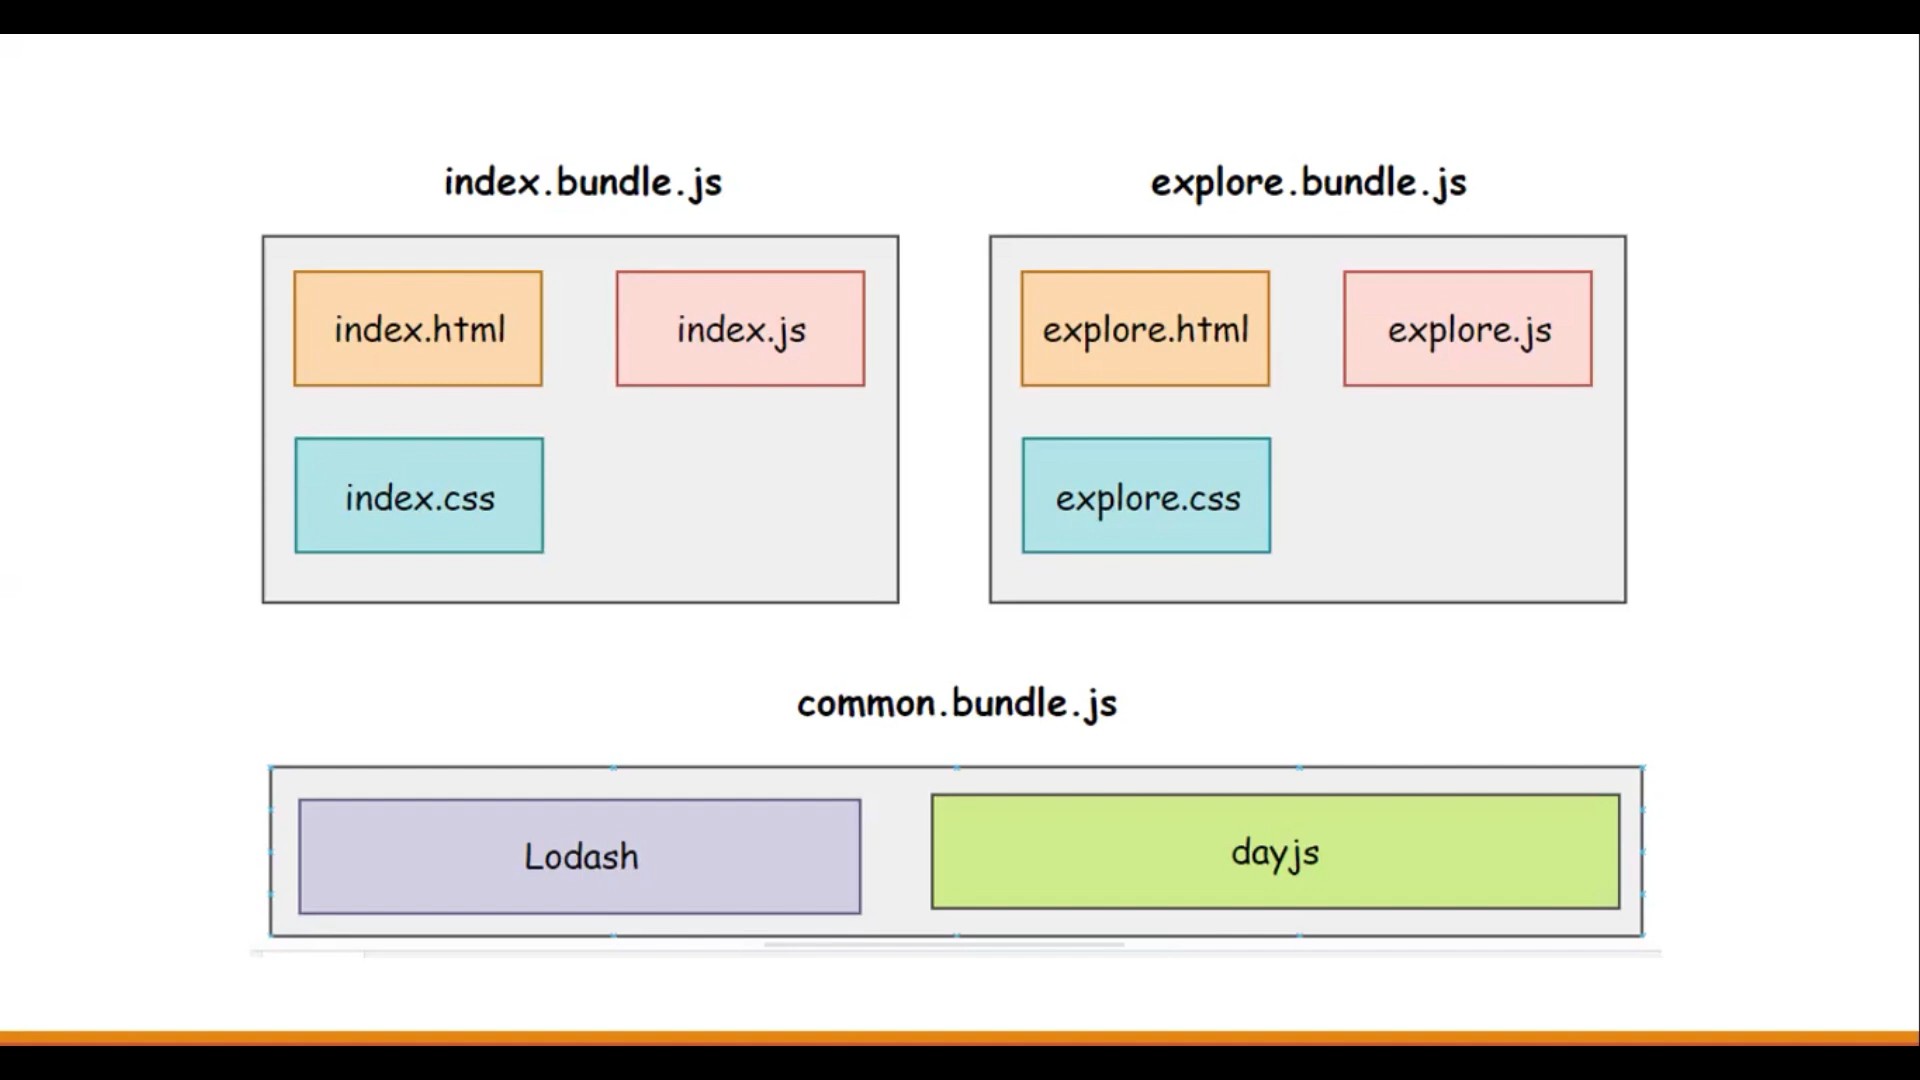 index.bundle.js
explore.bundle.js
index.html
index.js
explore.html
explore.js
index.css
explore.css
common.bundle.js
Lodash
dayjs